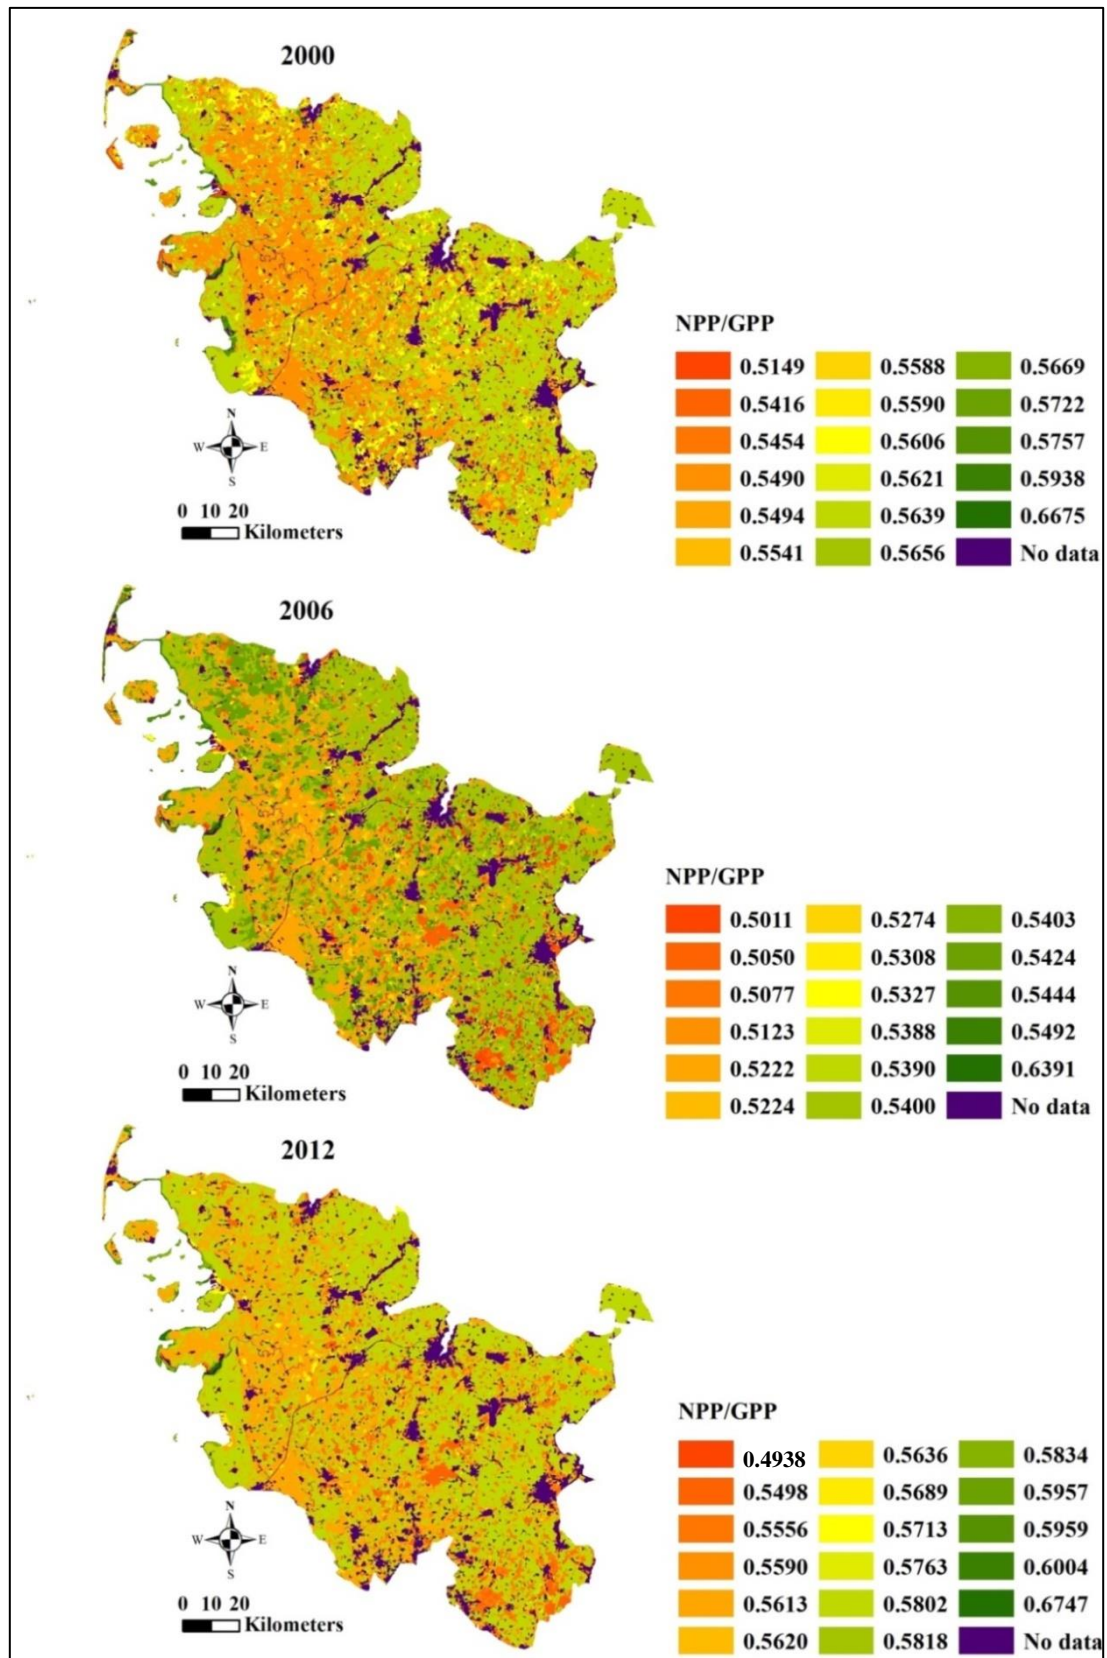 2000
N
W E
S
0 10 20
Kilometers
NPP/GPP
0.5149 0.5588 0.5669
0.5416 0.5590 0.5722
0.5454 0.5606 0.5757
0.5490 0.5621 0.5938
0.5494 0.5639 0.6675
0.5541 0.5656 No data
2006
N
W E
S
0 10 20
Kilometers
NPP/GPP
0.5011 0.5274 0.5403
0.5050 0.5308 0.5424
0.5077 0.5327 0.5444
0.5123 0.5388 0.5492
0.5222 0.5390 0.6391
0.5224 0.5400 No data
2012
N
W E
S
0 10 20
Kilometers
NPP/GPP
0.4938 0.5636 0.5834
0.5498 0.5689 0.5957
0.5556 0.5713 0.5959
0.5590 0.5763 0.6004
0.5613 0.5802 0.6747
0.5620 0.5818 No data